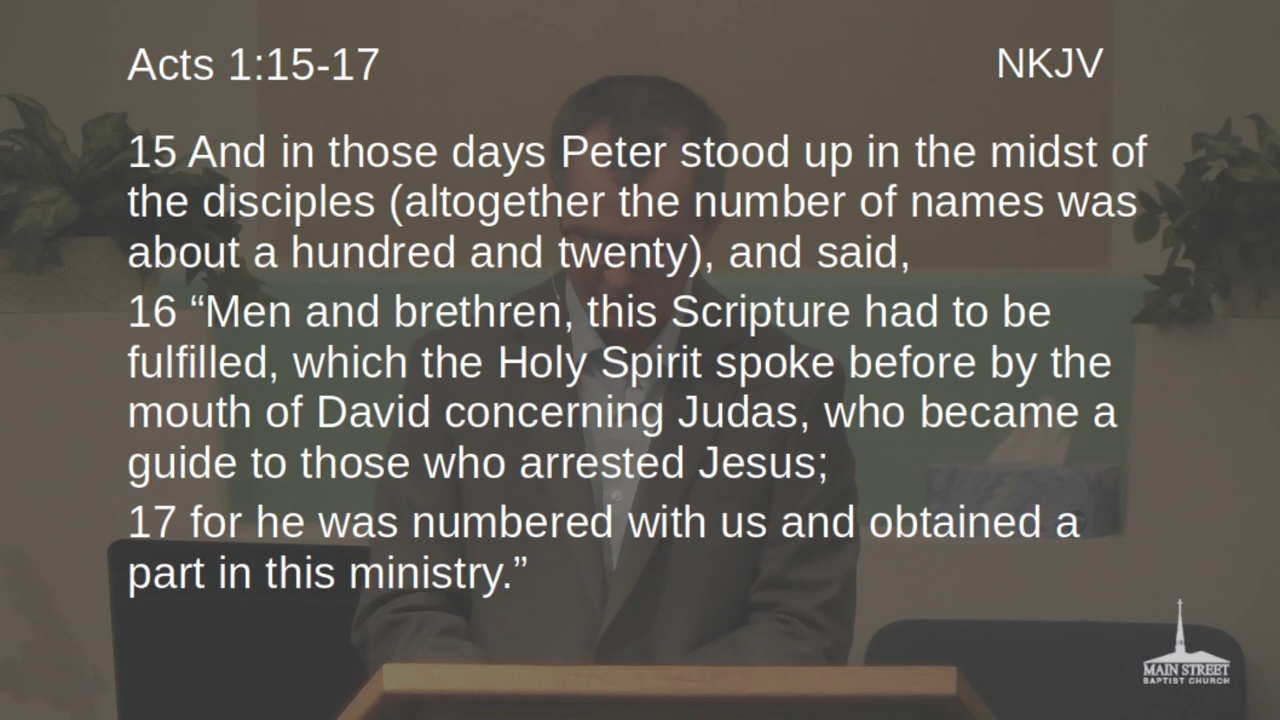 Acts 1:15-17 NKJV
15 And in those days Peter stood up in the midst of
the disciples (altogether the number of names was
about a hundred and twenty), and said,
16 “Men and brethren, this Scripture had to be
fulfilled, which the Holy Spirit spoke before by the
mouth of David concerning Judas, who became a
guide to those who arrested Jesus;
17 for he was numbered with us and obtained a
part in this ministry.”
MAIN STREET
BAPTIST CHURCH